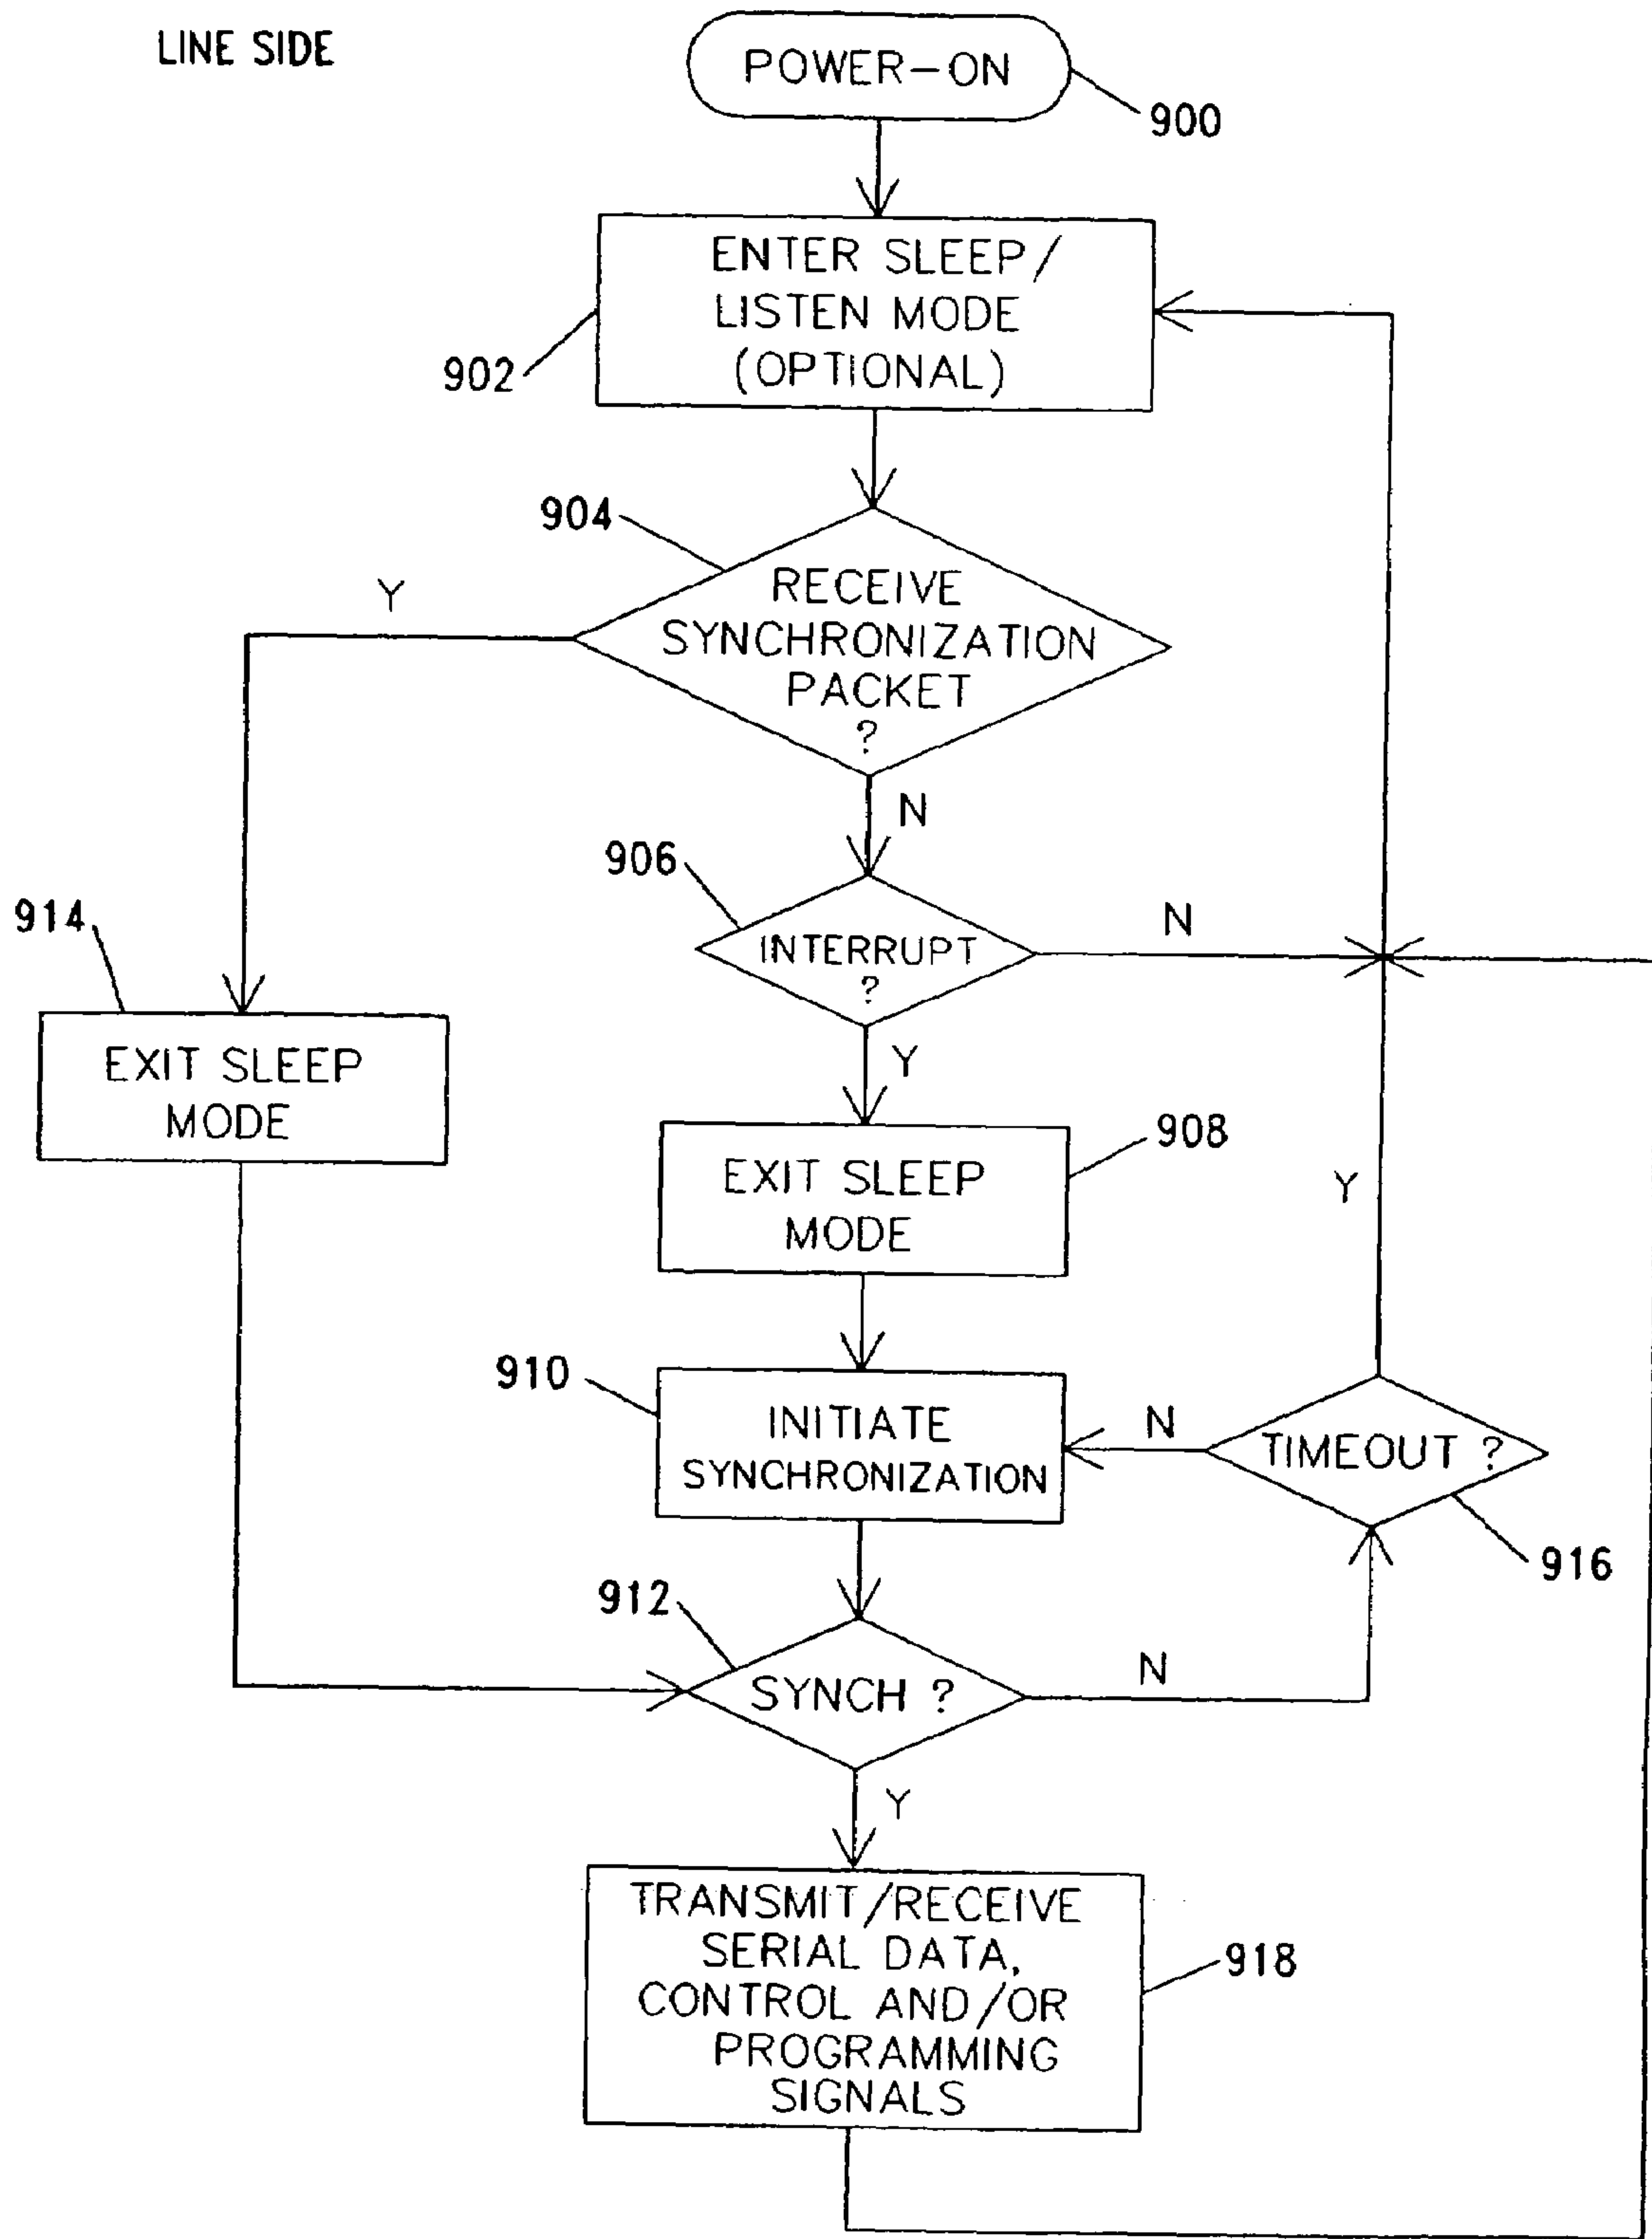 LINE SIDE
POWER-ON
900
ENTER SLEEP/
LISTEN MODE
(OPTIONAL)
902
904
RECEIVE
SYNCHRONIZATION
PACKET
?
Y
N
906
INTERRUPT
?
N
Y
914
EXIT SLEEP
MODE
908
EXIT SLEEP
MODE
Y
910
INITIATE
SYNCHRONIZATION
N
TIMEOUT ?
916
912
SYNCH ?
N
Y
TRANSMIT/RECEIVE
SERIAL DATA,
CONTROL AND/OR
PROGRAMMING
SIGNALS
918